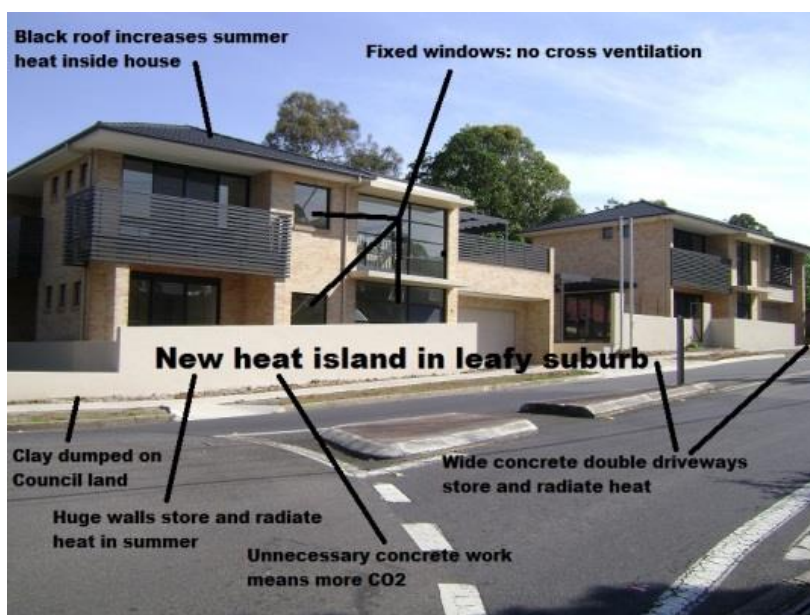 Black roof increases summer
heat inside house
Fixed windows: no cross ventilation
New heat island in leafy suburb
Clay dumped on
Council land
Wide concrete double driveways
store and radiate heat
Huge walls store and radiate
heat in summer
Unnecessary concrete work
means more CO2